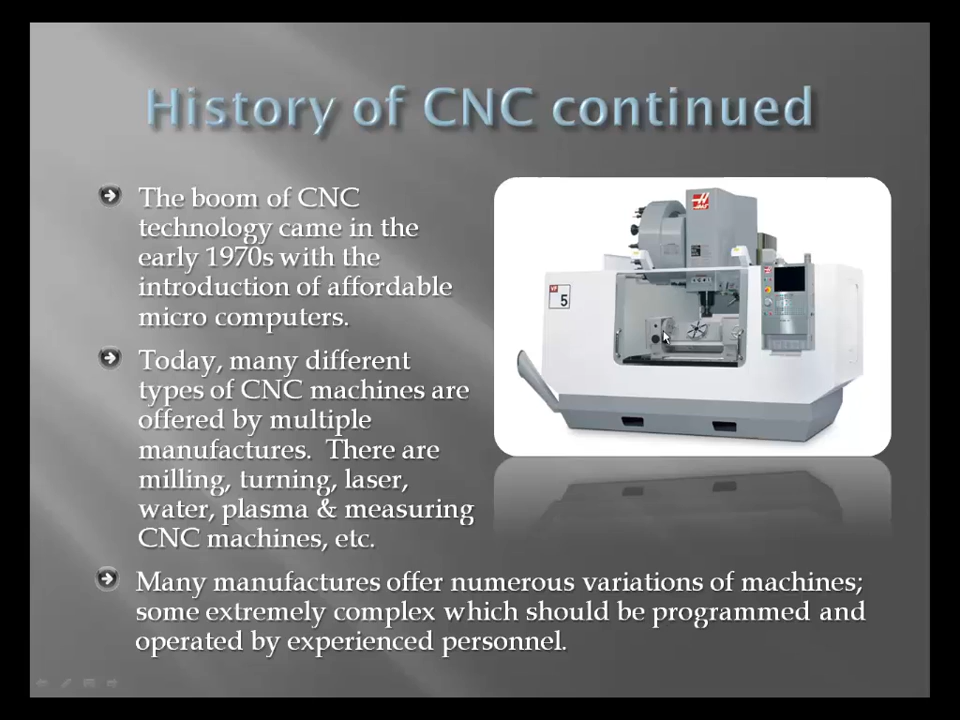 History of CNC continued
The boom of CNC
technology came in the
early 1970s with the
introduction of affordable
micro computers.
Today, many different
types of CNC machines are
offered by multiple
manufactures.  There are
milling, turning, laser,
water, plasma & measuring
CNC machines, etc.
Many manufactures offer numerous variations of machines;
some extremely complex which should be programmed and
operated by experienced personnel.
VF
5